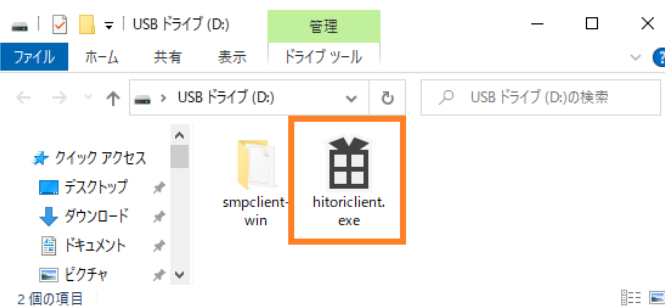 USB ドライブ (D:)
管理
ファイル ホーム 共有 表示 ドライブ ツール
USB ドライブ (D:)
USB ドライブ (D:)の検索
クイック アクセス
デスクトップ
ダウンロード
ドキュメント
ピクチャ
smpclient-
win
hitoriclient.
exe
2 個の項目